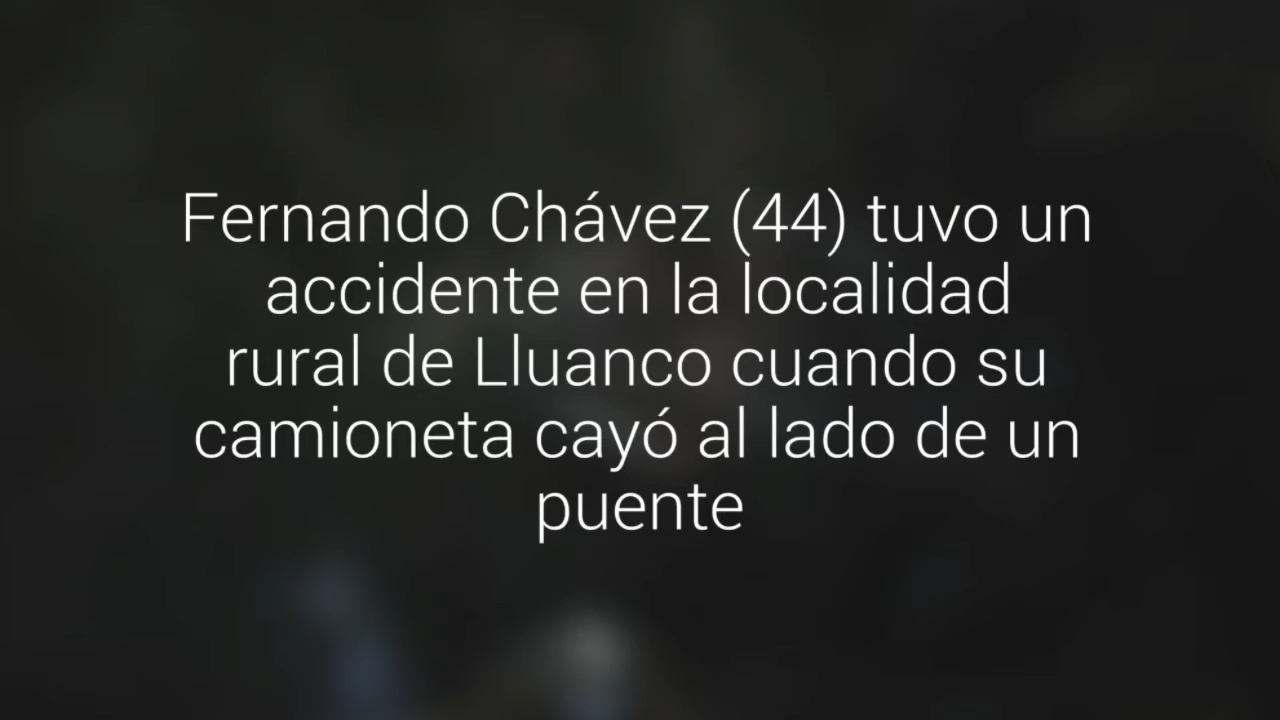 Fernando Chávez (44) tuvo un
accidente en la localidad
rural de Lluanco cuando su
camioneta cayó al lado de un
puente